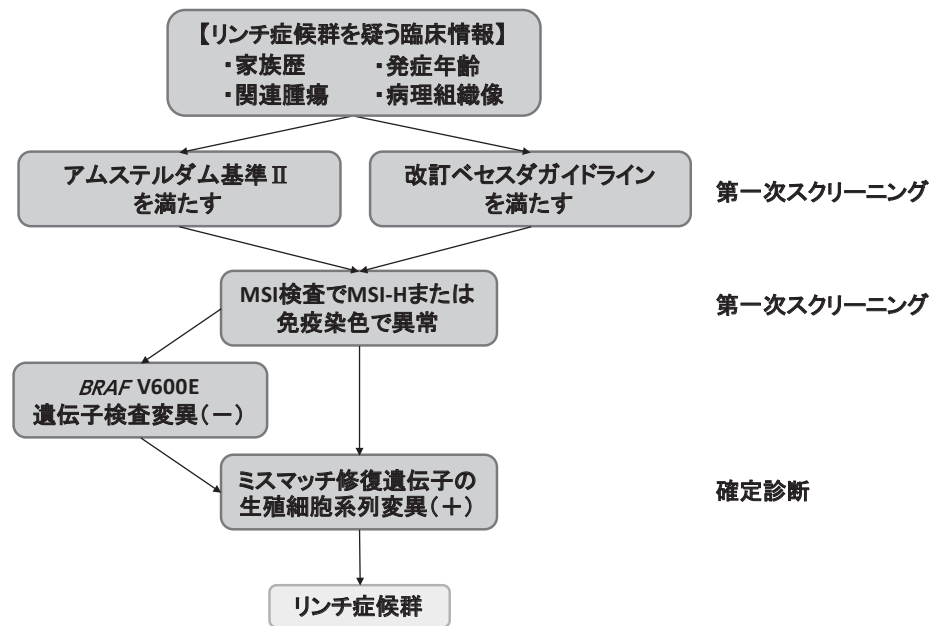 【リンチ症候群を疑う臨床情報】
・家族歴 ・発症年齢
・関連腫瘍 ・病理組織像
アムステルダム基準Ⅱ
を満たす
改訂ベセスダガイドライン
を満たす
第一次スクリーニング
MSI検査でMSI-Hまたは
免疫染色で異常
第一次スクリーニング
BRAF V600E
遺伝子検査変異(－)
ミスマッチ修復遺伝子の
生殖細胞系列変異(＋)
確定診断
リンチ症候群